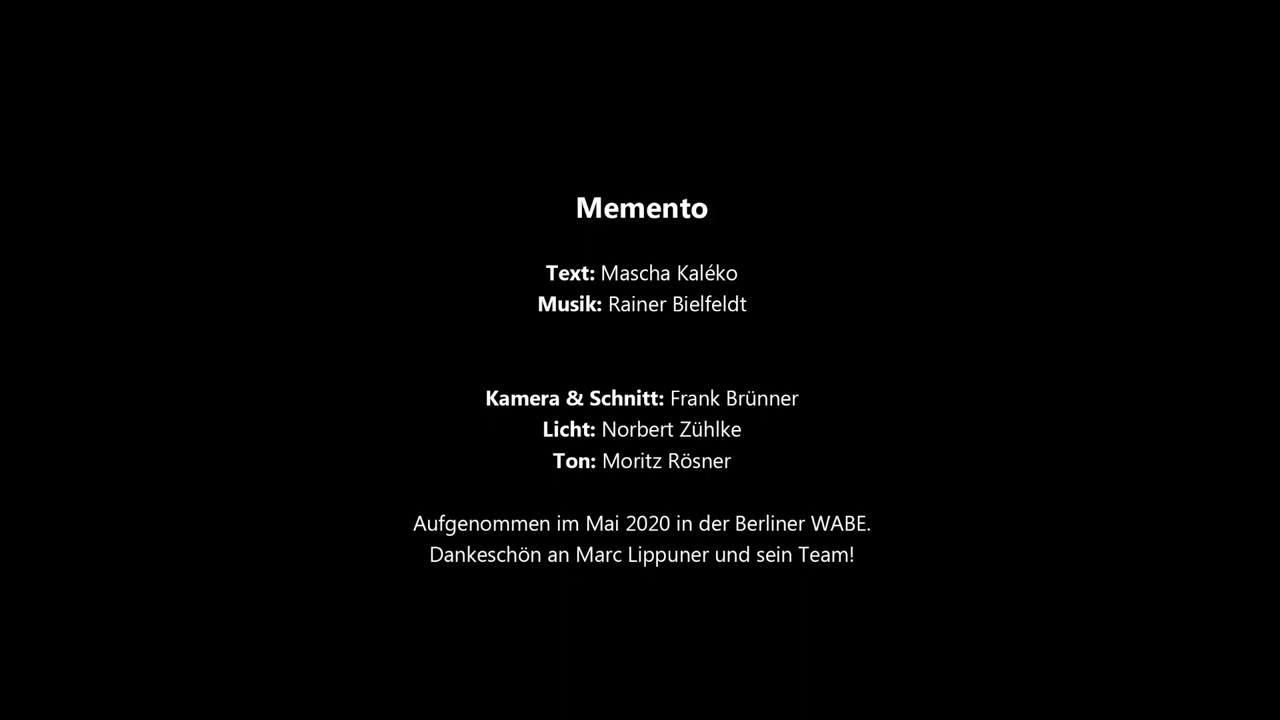 Memento
Text: Mascha Kaléko
Musik: Rainer Bielfeldt
Kamera & Schnitt: Frank Brünner
Licht: Norbert Zühlke
Ton: Moritz Rösner
Aufgenommen im Mai 2020 in der Berliner WABE.
Dankeschön an Marc Lippuner und sein Team!